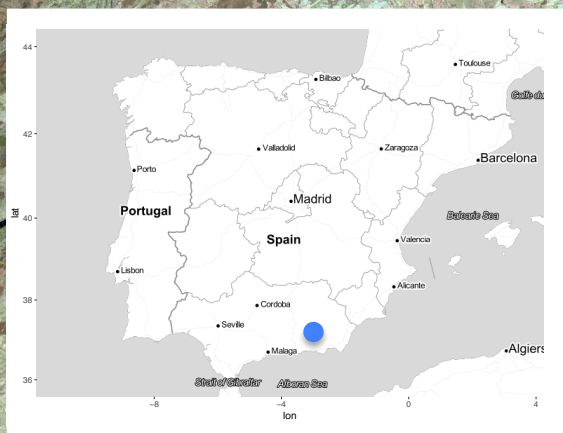 44
Toulouse
Bilbao
Golfe du
42
Valladolid
Zaragoza
Barcelona
Porto
Madrid
Portugal
Balearic Sea
lat
40
Spain
Valencia
Lisbon
Alicante
38
Cordoba
Seville
Malaga
Algiers
36
Strait of Gibraltar
Alboran Sea
−8
−4
0
4
lon